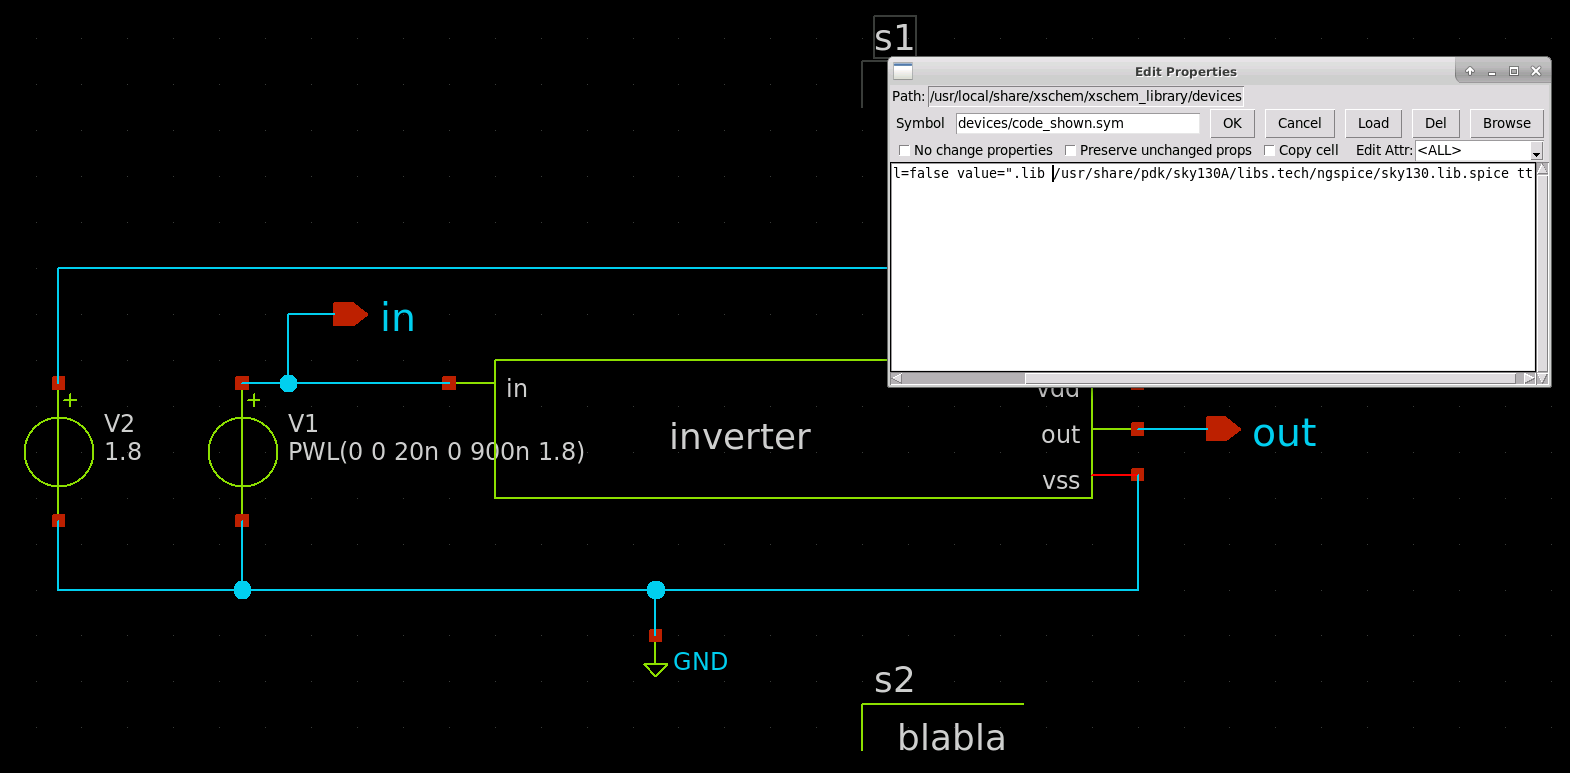 s1
Edit Properties
Path: /usr/local/share/xschem/xschem_library/devices
Symbol devices/code_shown.sym OK Cancel Load Del Browse
No change properties Preserve unchanged props Copy cell Edit Attr: <ALL>
l=false value=".lib /usr/share/pdk/sky130A/libs.tech/ngspice/sky130.lib.spice tt
in
in
vdd
+ +
V2 V1
1.8 PWL(0 0 20n 0 900n 1.8)
inverter
out out
vss
GND
s2
blabla